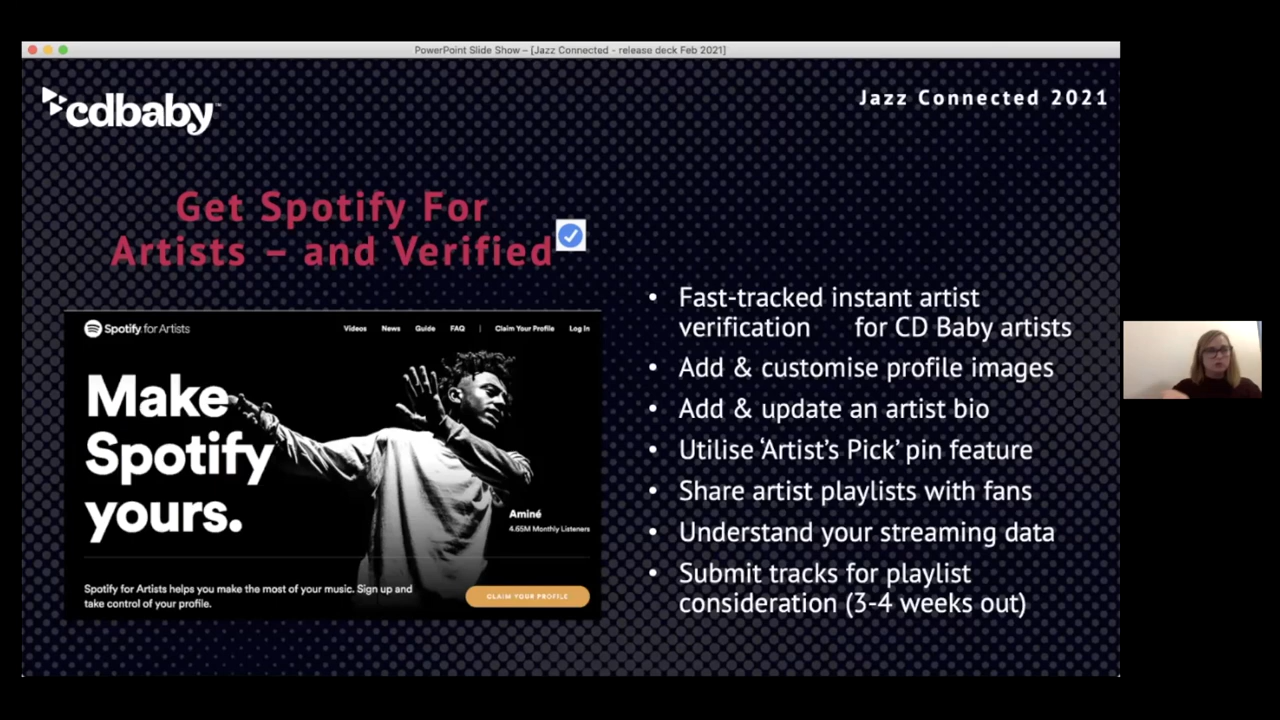 PowerPoint Slide Show – [Jazz Connected - release deck Feb 2021]
cdbaby™
Jazz Connected 2021
Get Spotify For
Artists – and Verified
Spotify for Artists
Videos News Guide FAQ | Claim Your Profile Log In
Make
Spotify
yours.
Aminé
4.65M Monthly Listeners
Spotify for Artists helps you make the most of your music. Sign up and
take control of your profile.
CLAIM YOUR PROFILE
• Fast-tracked instant artist
verification for CD Baby artists
• Add & customise profile images
• Add & update an artist bio
• Utilise ‘Artist’s Pick’ pin feature
• Share artist playlists with fans
• Understand your streaming data
• Submit tracks for playlist
consideration (3-4 weeks out)